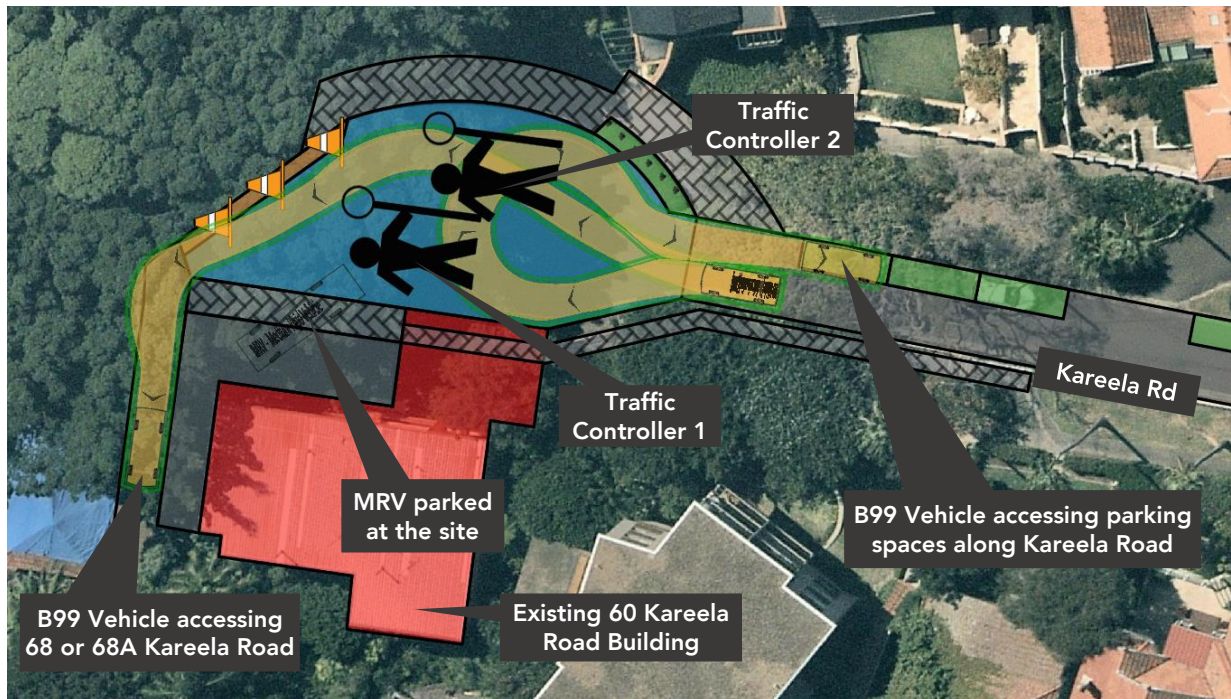 Traffic
Controller 2
Kareela Rd
Traffic
Controller 1
MRV parked
at the site
B99 Vehicle accessing parking
spaces along Kareela Road
B99 Vehicle accessing
68 or 68A Kareela Road
Existing 60 Kareela
Road Building